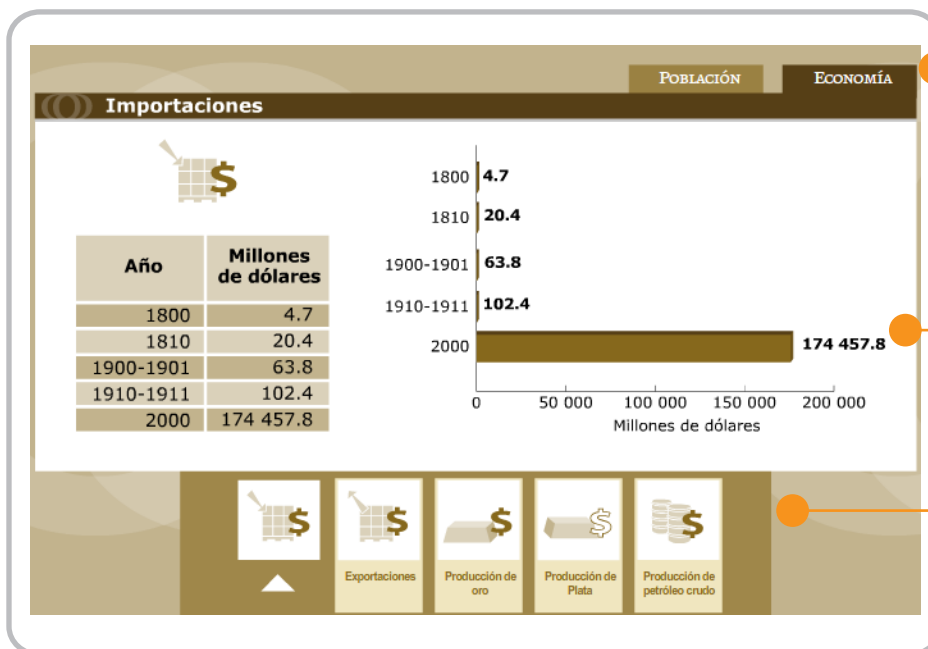 POBLACIÓN
ECONOMÍA
Importaciones
$
Año
Millones
de dólares
1800 4.7
1810 20.4
1900-1901 63.8
1910-1911 102.4
2000 174 457.8
1800 4.7
1810 20.4
1900-1901 63.8
1910-1911 102.4
2000 174 457.8
0 50 000 100 000 150 000 200 000
Millones de dólares
$ $ $ $ $
Exportaciones
Producción de
oro
Producción de
Plata
Producción de
petróleo crudo